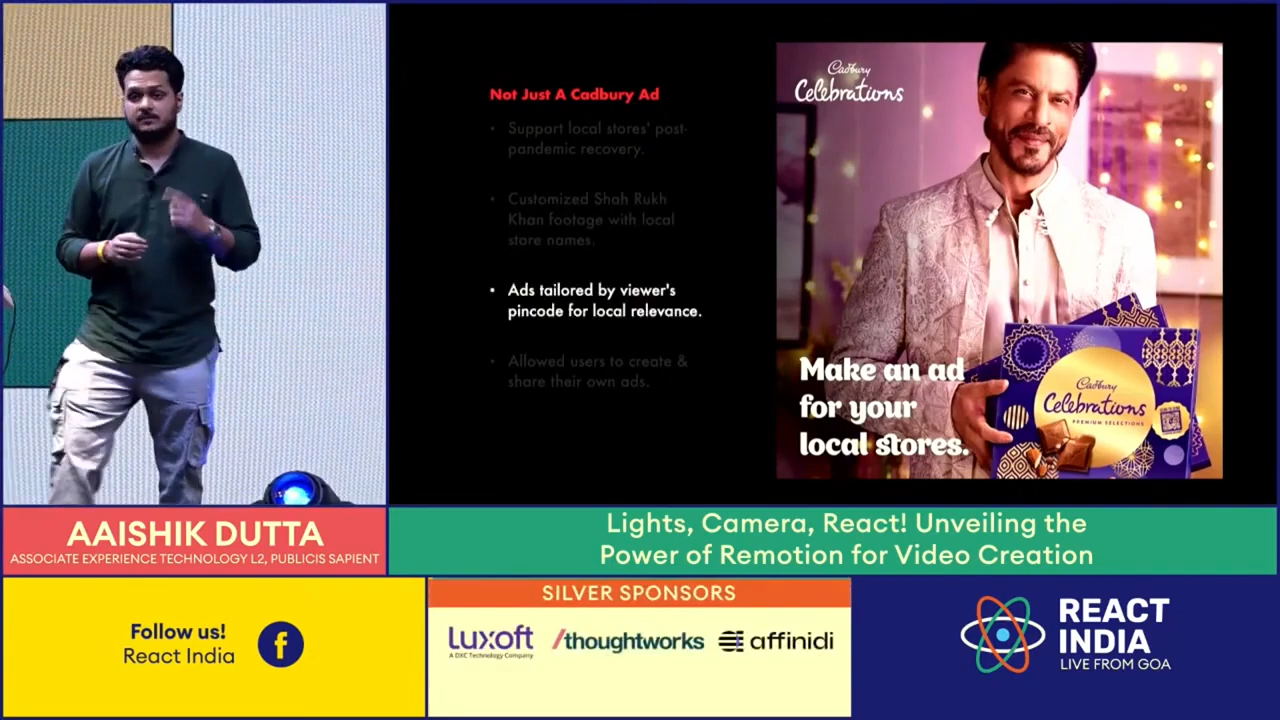 Not Just A Cadbury Ad
• Support local stores' post-
pandemic recovery.
• Customized Shah Rukh
Khan footage with local
store names.
• Ads tailored by viewer's
pincode for local relevance.
• Allowed users to create &
share their own ads.
Cadbury
Celebrations
Make an ad
for your
local stores.
Cadbury
Celebrations
PREMIUM SELECTIONS
AAISHIK DUTTA
ASSOCIATE EXPERIENCE TECHNOLOGY L2, PUBLICIS SAPIENT
Lights, Camera, React! Unveiling the
Power of Remotion for Video Creation
Follow us!
React India
f
SILVER SPONSORS
Luxoft
A DXC Technology Company
/thoughtworks
affinidi
REACT
INDIA
LIVE FROM GOA